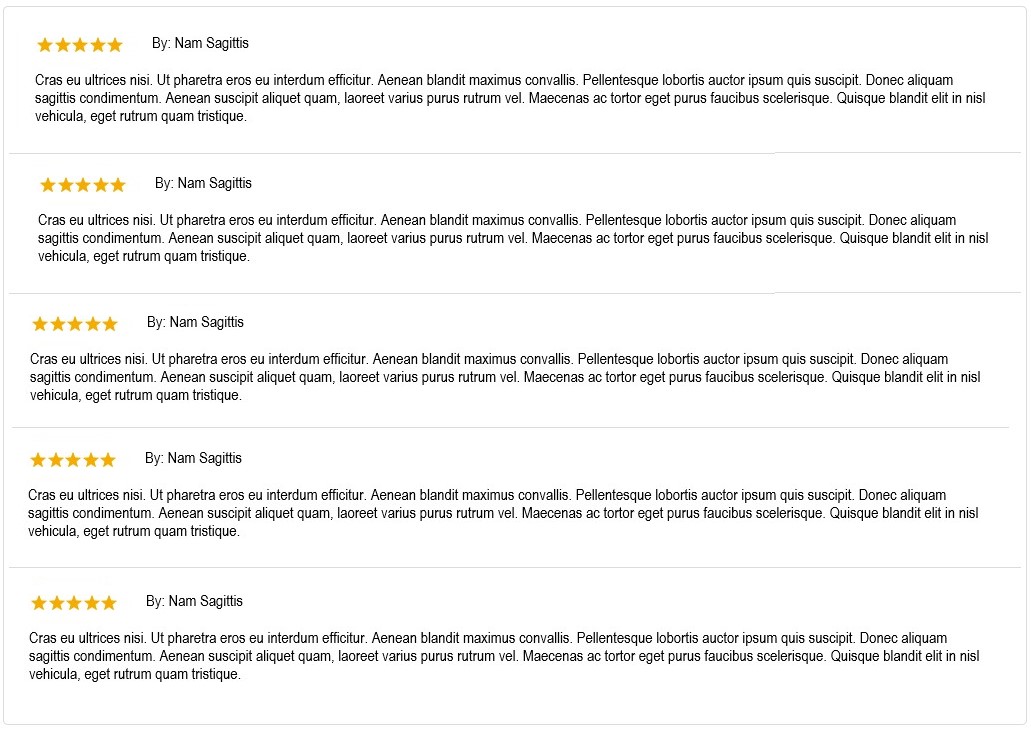 By: Nam Sagittis
Cras eu ultrices nisi. Ut pharetra eros eu interdum efficitur. Aenean blandit maximus convallis. Pellentesque lobortis auctor ipsum quis suscipit. Donec aliquam
sagittis condimentum. Aenean suscipit aliquet quam, laoreet varius purus rutrum vel. Maecenas ac tortor eget purus faucibus scelerisque. Quisque blandit elit in nisl
vehicula, eget rutrum quam tristique.
By: Nam Sagittis
Cras eu ultrices nisi. Ut pharetra eros eu interdum efficitur. Aenean blandit maximus convallis. Pellentesque lobortis auctor ipsum quis suscipit. Donec aliquam
sagittis condimentum. Aenean suscipit aliquet quam, laoreet varius purus rutrum vel. Maecenas ac tortor eget purus faucibus scelerisque. Quisque blandit elit in nisl
vehicula, eget rutrum quam tristique.
By: Nam Sagittis
Cras eu ultrices nisi. Ut pharetra eros eu interdum efficitur. Aenean blandit maximus convallis. Pellentesque lobortis auctor ipsum quis suscipit. Donec aliquam
sagittis condimentum. Aenean suscipit aliquet quam, laoreet varius purus rutrum vel. Maecenas ac tortor eget purus faucibus scelerisque. Quisque blandit elit in nisl
vehicula, eget rutrum quam tristique.
By: Nam Sagittis
Cras eu ultrices nisi. Ut pharetra eros eu interdum efficitur. Aenean blandit maximus convallis. Pellentesque lobortis auctor ipsum quis suscipit. Donec aliquam
sagittis condimentum. Aenean suscipit aliquet quam, laoreet varius purus rutrum vel. Maecenas ac tortor eget purus faucibus scelerisque. Quisque blandit elit in nisl
vehicula, eget rutrum quam tristique.
By: Nam Sagittis
Cras eu ultrices nisi. Ut pharetra eros eu interdum efficitur. Aenean blandit maximus convallis. Pellentesque lobortis auctor ipsum quis suscipit. Donec aliquam
sagittis condimentum. Aenean suscipit aliquet quam, laoreet varius purus rutrum vel. Maecenas ac tortor eget purus faucibus scelerisque. Quisque blandit elit in nisl
vehicula, eget rutrum quam tristique.